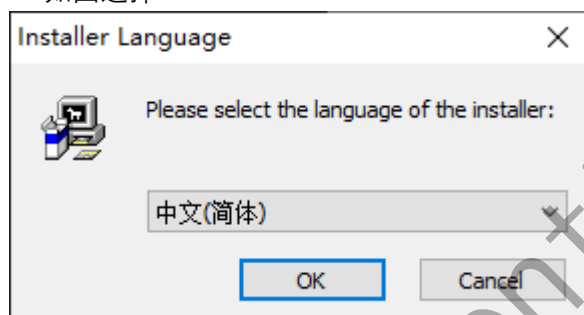 Installer Language
Please select the language of the installer:
中文(简体)
OK
Cancel